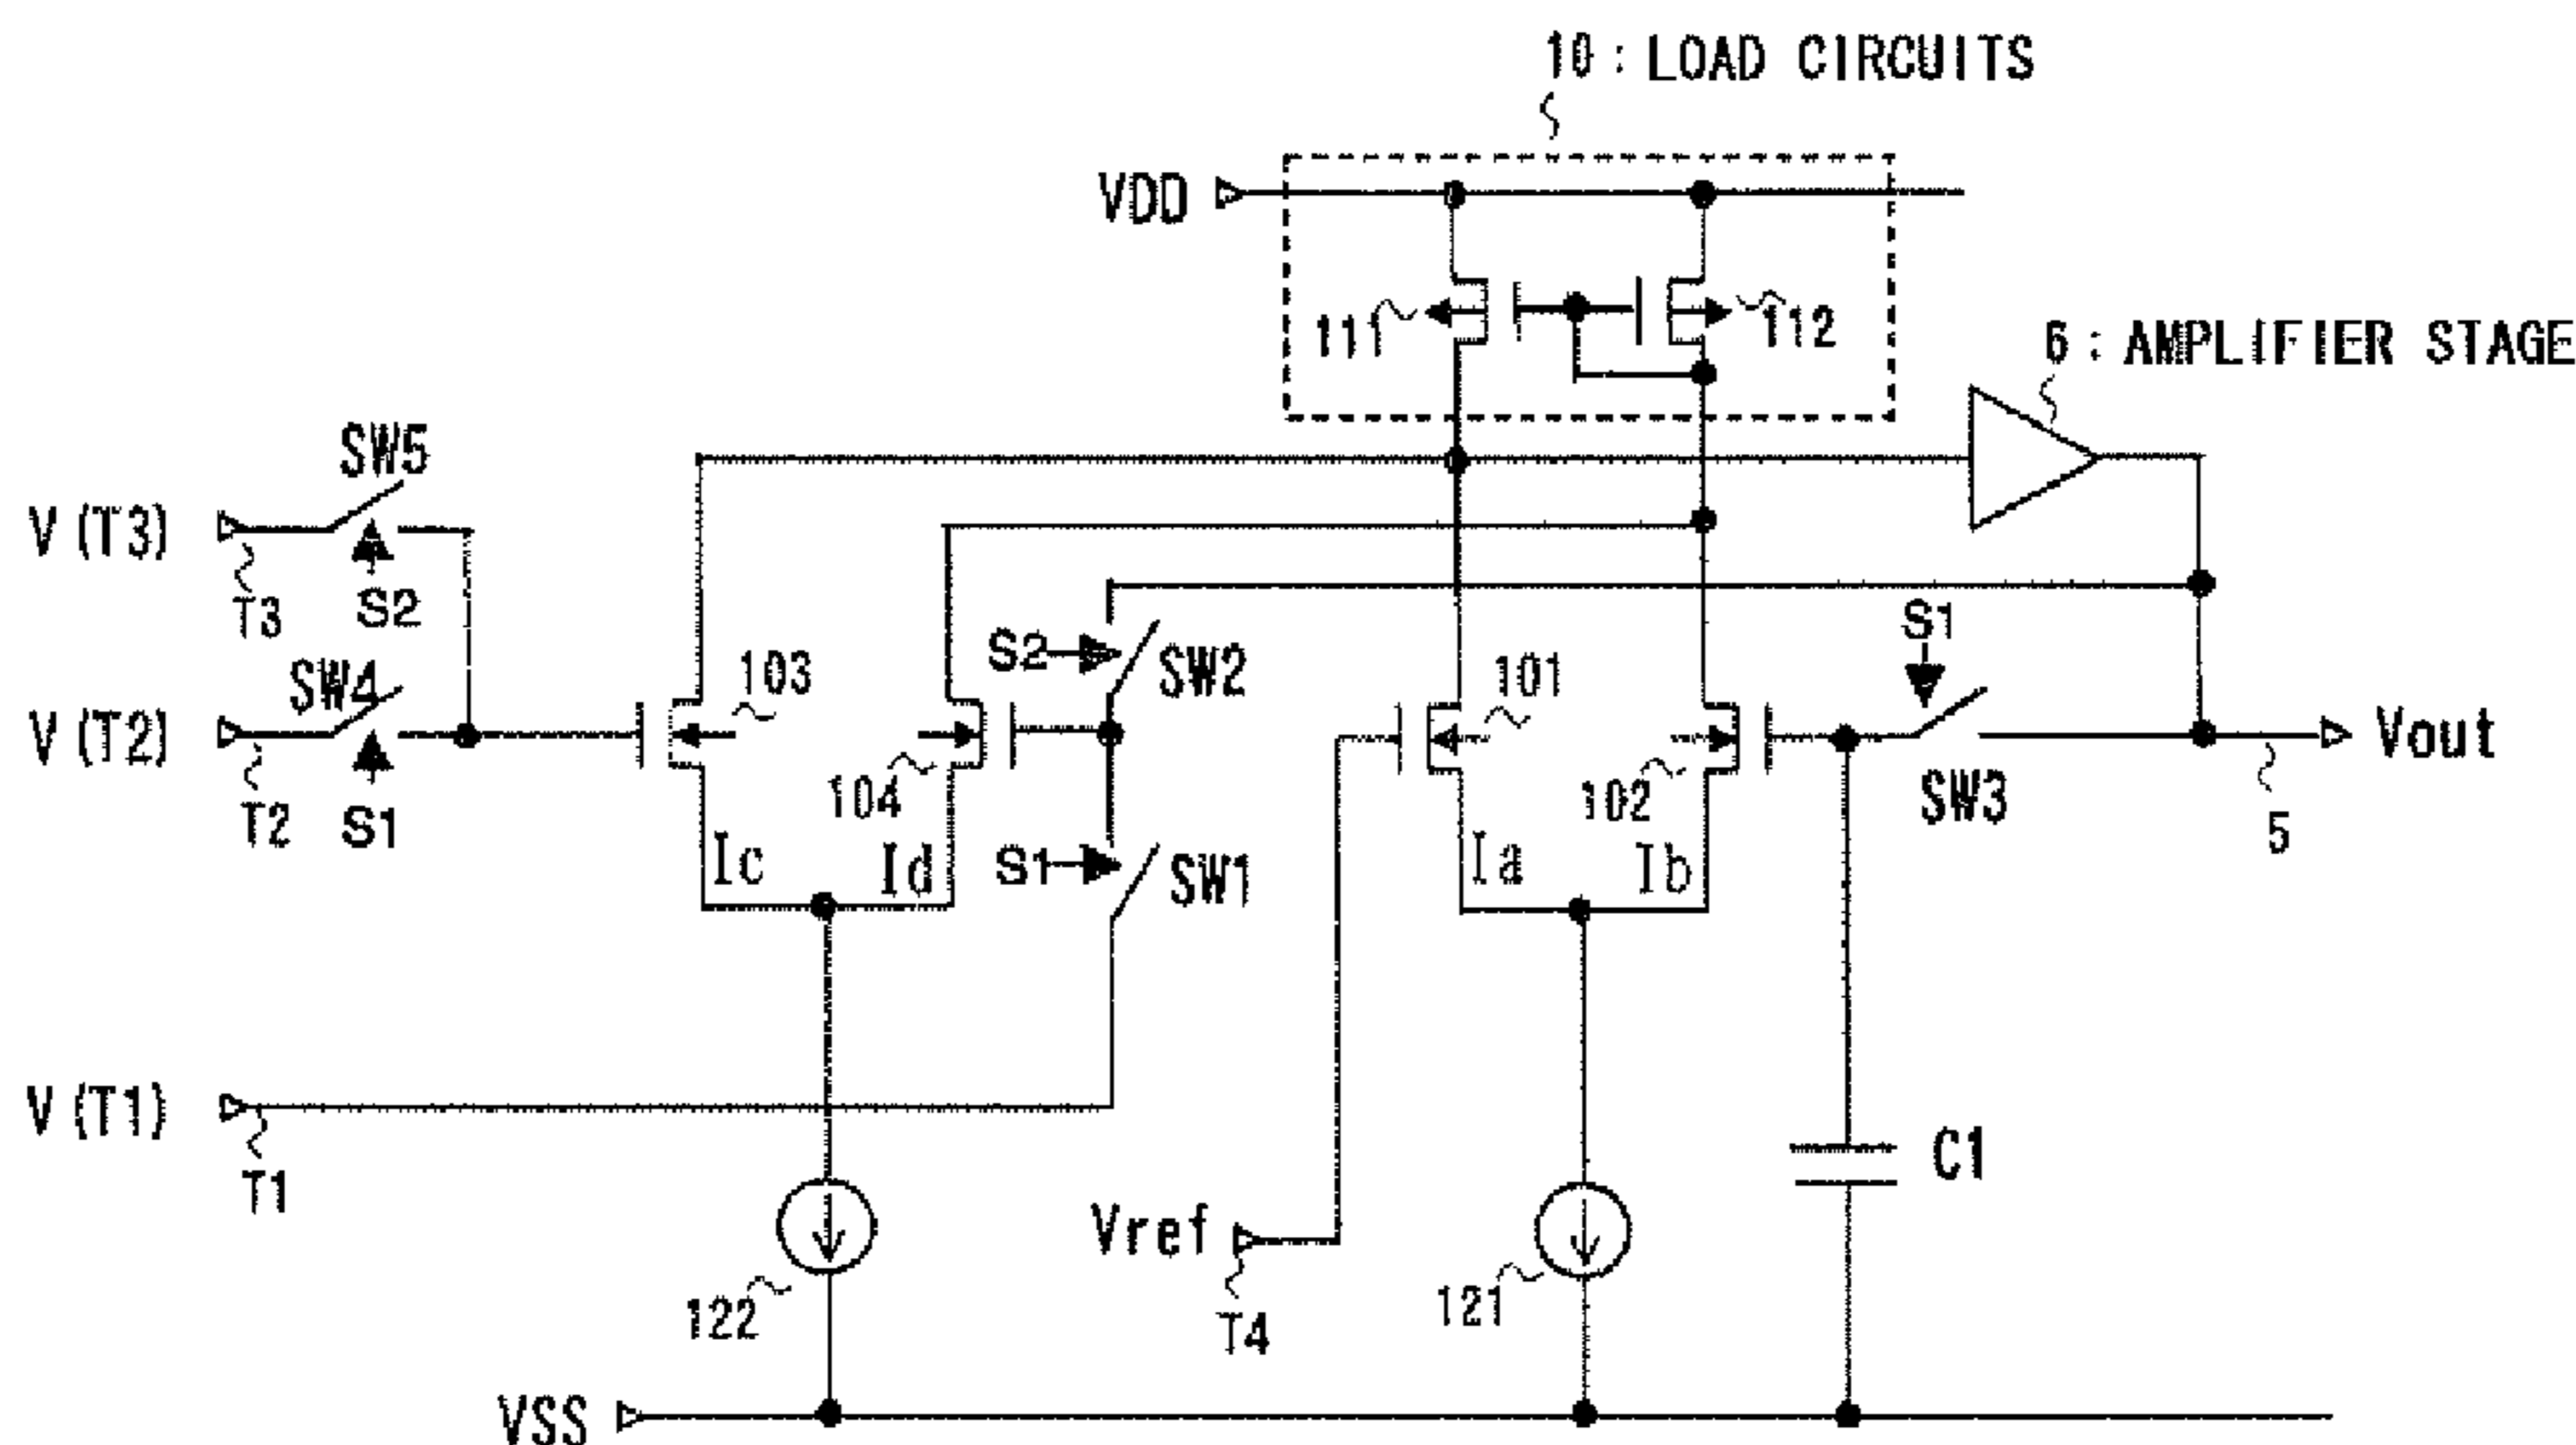 10 : LOAD CIRCUITS
VDD
111
112
6 : AMPLIFIER STAGE
SW5
V (T3)
T3
S2
SW4
V (T2)
T2
S1
103
104
S2
SW2
S1
SW1
101
102
S1
SW3
Vout
5
Ic
Id
Ia
Ib
V (T1)
T1
C1
Vref
T4
122
121
VSS